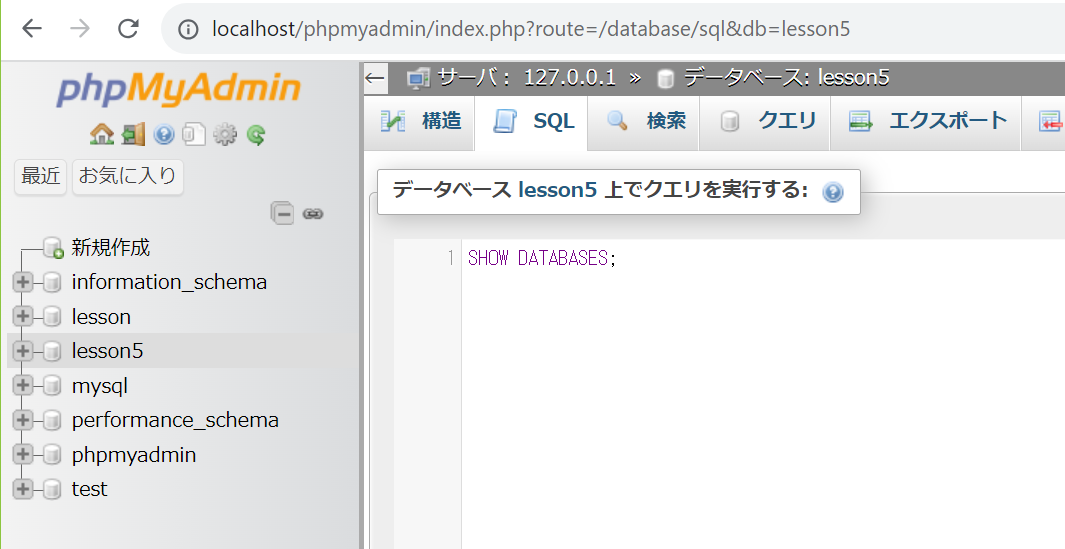 localhost/phpmyadmin/index.php?route=/database/sql&db=lesson5
phpMyAdmin
最近 お気に入り
新規作成
information_schema
lesson
lesson5
mysql
performance_schema
phpmyadmin
test
サーバ: 127.0.0.1 » データベース: lesson5
構造 SQL 検索 クエリ エクスポート
データベース lesson5 上でクエリを実行する:
1 SHOW DATABASES;